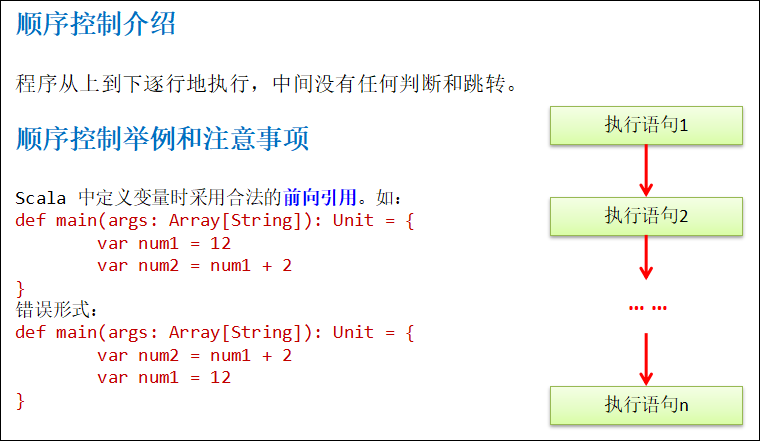 顺序控制介绍
程序从上到下逐行地执行，中间没有任何判断和跳转。
顺序控制举例和注意事项
Scala 中定义变量时采用合法的前向引用。如：
def main(args: Array[String]): Unit = {
        var num1 = 12
        var num2 = num1 + 2
}
错误形式：
def main(args: Array[String]): Unit = {
        var num2 = num1 + 2
        var num1 = 12
}
执行语句1
执行语句2
… …
执行语句n